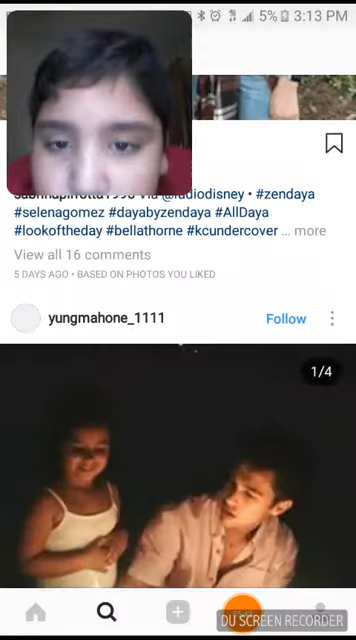 5% 3:13 PM
via @radiodisney • #zendaya
#selenagomez #dayabyzendaya #AllDaya
#lookoftheday #bellathorne #kcundercover ... more
View all 16 comments
5 DAYS AGO • BASED ON PHOTOS YOU LIKED
yungmahone_1111
Follow
1/4
DU SCREEN RECORDER